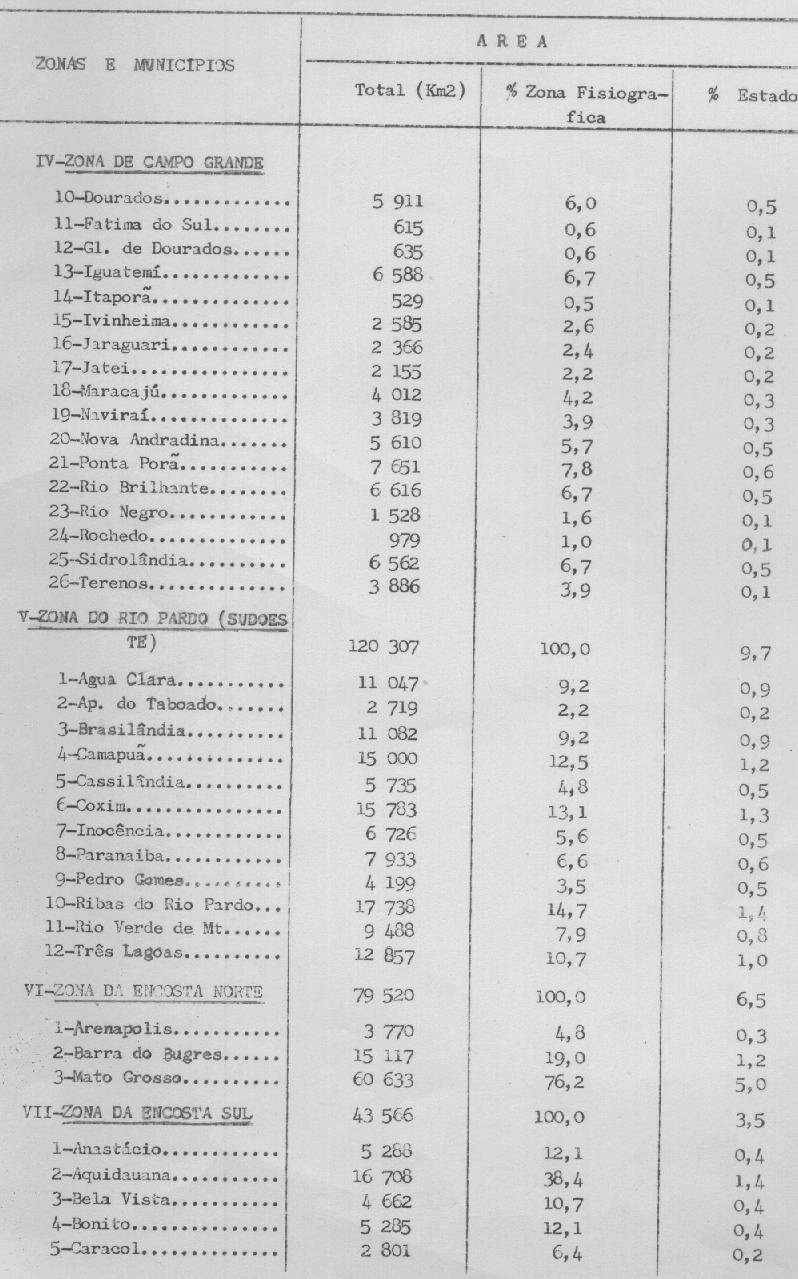 A R E A
ZONAS E MUNICÍPIOS
Total (Km2) % Zona Fisiogra- % Estado
fica
IV-ZONA DE CAMPO GRANDE
10-Dourados............. 5 911 6,0 0,5
11-Fatima do Sul........ 615 0,6 0,1
12-Gl. de Dourados...... 635 0,6 0,1
13-Iguatemí............. 6 588 6,7 0,5
14-Itaporã.............. 529 0,5 0,1
15-Ivinheima............ 2 585 2,6 0,2
16-Jaraguari............ 2 366 2,4 0,2
17-Jatei................ 2 155 2,2 0,2
18-Maracajú............. 4 012 4,2 0,3
19-Naviraí.............. 3 819 3,9 0,3
20-Nova Andradina....... 5 610 5,7 0,5
21-Ponta Porã........... 7 651 7,8 0,6
22-Rio Brilhante........ 6 616 6,7 0,5
23-Rio Negro............ 1 528 1,6 0,1
24-Rochedo.............. 979 1,0 0,1
25-Sidrolândia.......... 6 562 6,7 0,5
26-Terenos.............. 3 886 3,9 0,1
V-ZONA DO RIO PARDO (SUDOES
TE) 120 307 100,0 9,7
1-Agua Clara........... 11 047 9,2 0,9
2-Ap. do Taboado....... 2 719 2,2 0,2
3-Brasilândia.......... 11 082 9,2 0,9
4-Camapuã.............. 15 000 12,5 1,2
5-Cassilândia.......... 5 735 4,8 0,5
6-Coxim................ 15 783 13,1 1,3
7-Inocência............ 6 726 5,6 0,5
8-Paranaiba............ 7 933 6,6 0,6
9-Pedro Gomes.......... 4 199 3,5 0,5
10-Ribas do Rio Pardo... 17 738 14,7 1,4
11-Rio Verde de Mt...... 9 488 7,9 0,8
12-Três Lagoas.......... 12 857 10,7 1,0
VI-ZONA DA ENCOSTA NORTE 79 520 100,0 6,5
1-Arenapolis........... 3 770 4,8 0,3
2-Barra do Bugres...... 15 117 19,0 1,2
3-Mato Grosso.......... 60 633 76,2 5,0
VII-ZONA DA ENCOSTA SUL 43 566 100,0 3,5
1-Anastácio............ 5 288 12,1 0,4
2-Aquidauana........... 16 708 38,4 1,4
3-Bela Vista........... 4 662 10,7 0,4
4-Bonito............... 5 285 12,1 0,4
5-Caracol.............. 2 801 6,4 0,2